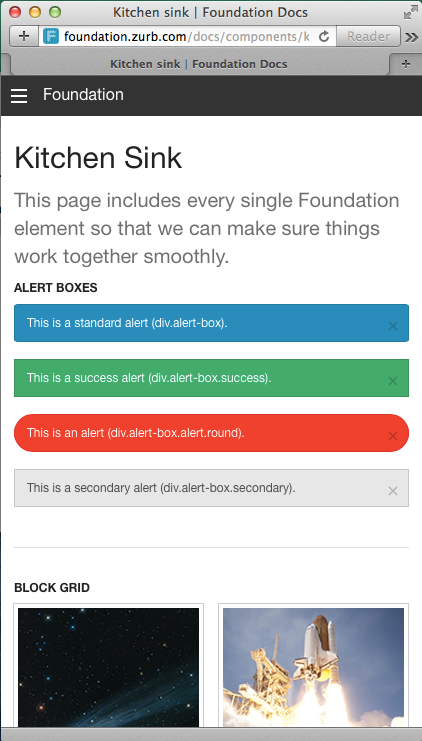 Kitchen sink | Foundation Docs
foundation.zurb.com/docs/components/k
Reader
Kitchen sink | Foundation Docs
Foundation
Kitchen Sink
This page includes every single Foundation
element so that we can make sure things
work together smoothly.
ALERT BOXES
This is a standard alert (div.alert-box).
This is a success alert (div.alert-box.success).
This is an alert (div.alert-box.alert.round).
This is a secondary alert (div.alert-box.secondary).
BLOCK GRID